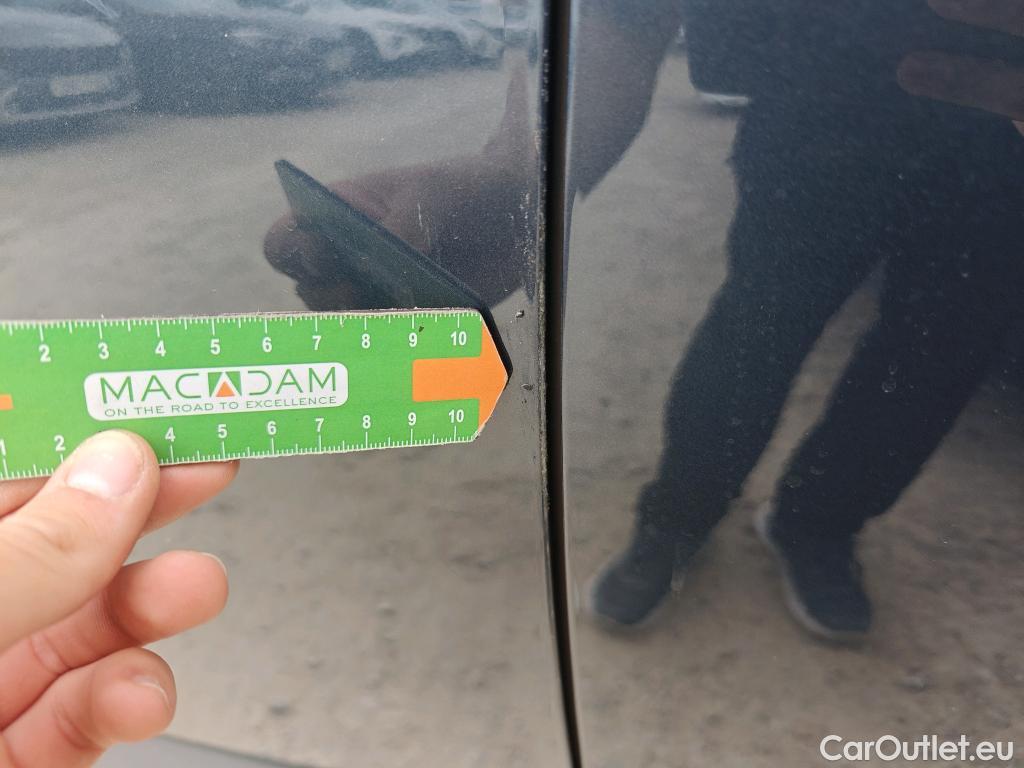 2 3 4 5 6 7 8 9 10
MACADAM
ON THE ROAD TO EXCELLENCE
1 2 4 5 6 7 8 9 10
CarOutlet.eu